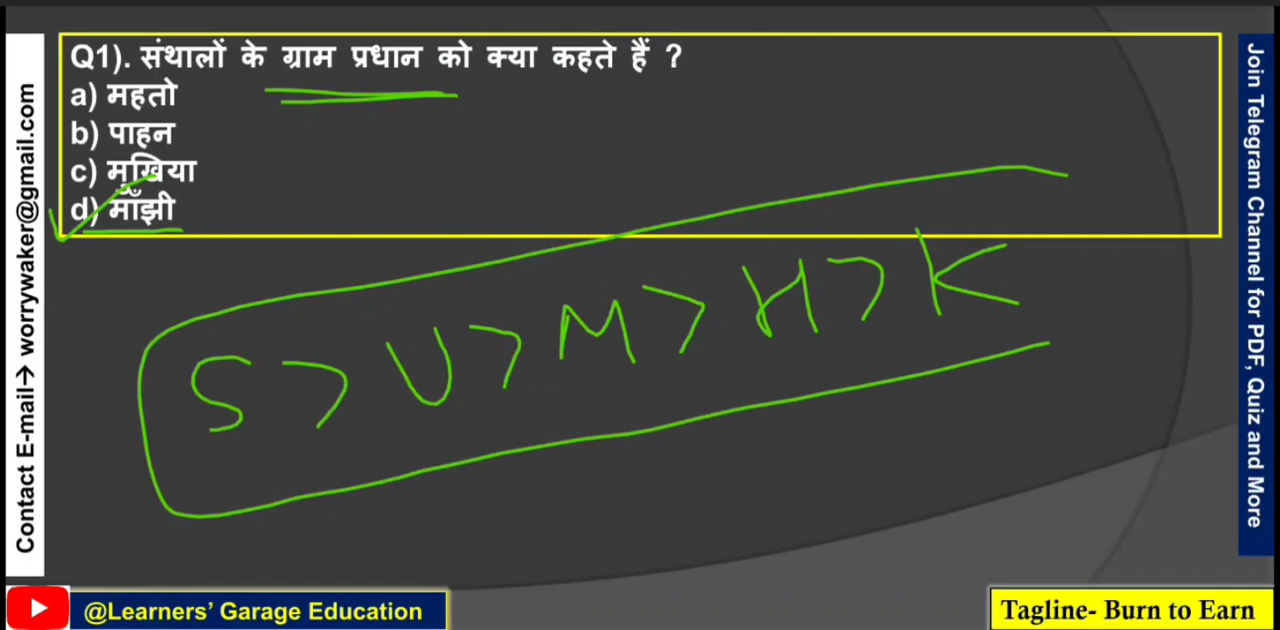 Q1). संथालों के ग्राम प्रधान को क्या कहते हैं ?
a) महतो
b) पाहन
c) मुखिया
d) माँझी
S > U > M > H > K
Contact E-mail→ worrywaker@gmail.com
Join Telegram Channel for PDF, Quiz and More
@Learners' Garage Education
Tagline- Burn to Earn